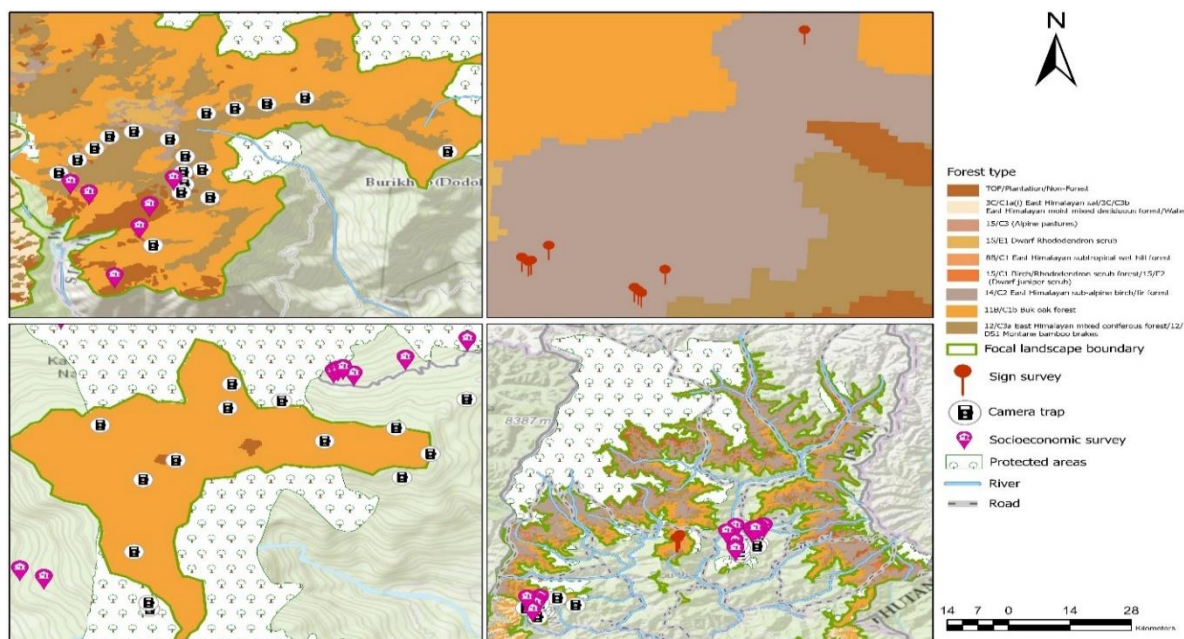 N
Burikh
(Dodol
8387 m
BHUTAN
Forest type
TOF/Plantation/Non-Forest
3C/C1a(i) East Himalayan sal/3C/C3b
East Himalayan moist mixed deciduous forest/Water
15/C3 (Alpine pastures)
15/E1 Dwarf Rhododendron scrub
8B/C1 East Himalayan subtropical wet hill forest
15/C1 Birch/Rhododendron scrub forest/15/E2
(Dwarf juniper scrub)
14/C2 East Himalayan sub-alpine birch/fir forest
11B/C1b Buk oak forest
12/C3a East Himalayan mixed coniferous forest/12/
DS1 Montane bamboo brakes
Focal landscape boundary
Sign survey
Camera trap
Socioeconomic survey
Protected areas
River
Road
14 7 0 14 28
Kilometers